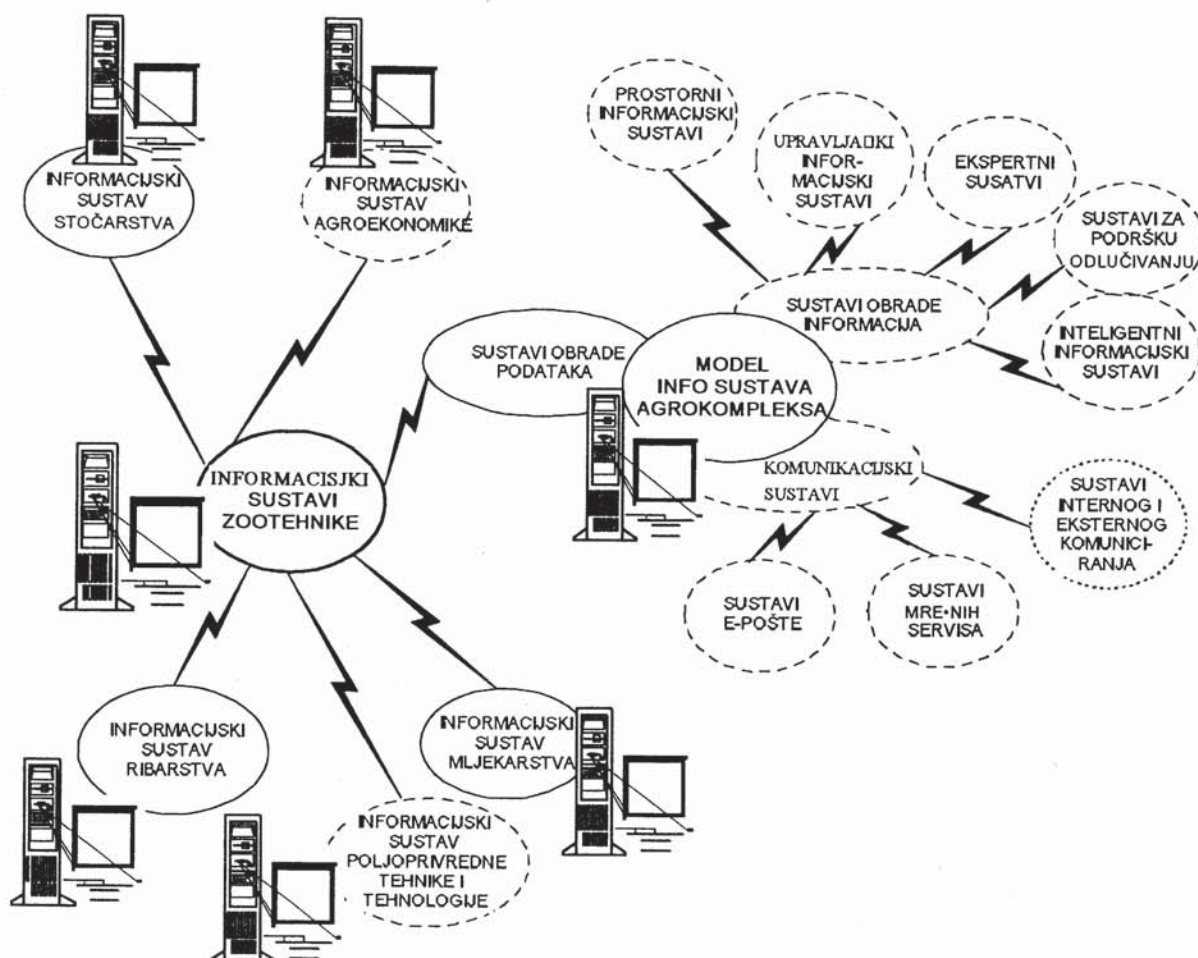 INFORMACIJSKI
SUSTAV
STOČARSTVA
INFORMACIJSKI
SUSTAV
AGROEKONOMIKE
PROSTORNI
INFORMACIJSKI
SUSTAVI
UPRAVLJA□KI
INFOR-
MACIJSKI
SUSTAVI
EKSPERTNI
SUSATVI
SUSTAVI ZA
PODRŠKU
ODLUČIVANJU
INTELIGENTNI
INFORMACIJSKI
SUSTAVI
SUSTAVI OBRADE
INFORMACIJA
SUSTAVI OBRADE
PODATAKA
MODEL
INFO SUSTAVA
AGROKOMPLEKSA
KOMUNIKACIJSKI
SUSTAVI
SUSTAVI
INTERNOG I
EKSTERNOG
KOMUNICI-
RANJA
SUSTAVI
E-POŠTE
SUSTAVI
MRE•NIH
SERVISA
INFORMACISJKI
SUSTAVI
ZOOTEHNIKE
INFORMACIJSKI
SUSTAV
RIBARSTVA
INFORMACIJSKI
SUSTAV
MLJEKARSTVA
INFORMACIJSKI
SUSTAV
POLJOPRIVREDNE
TEHNIKE I
TEHNOLOGIJE